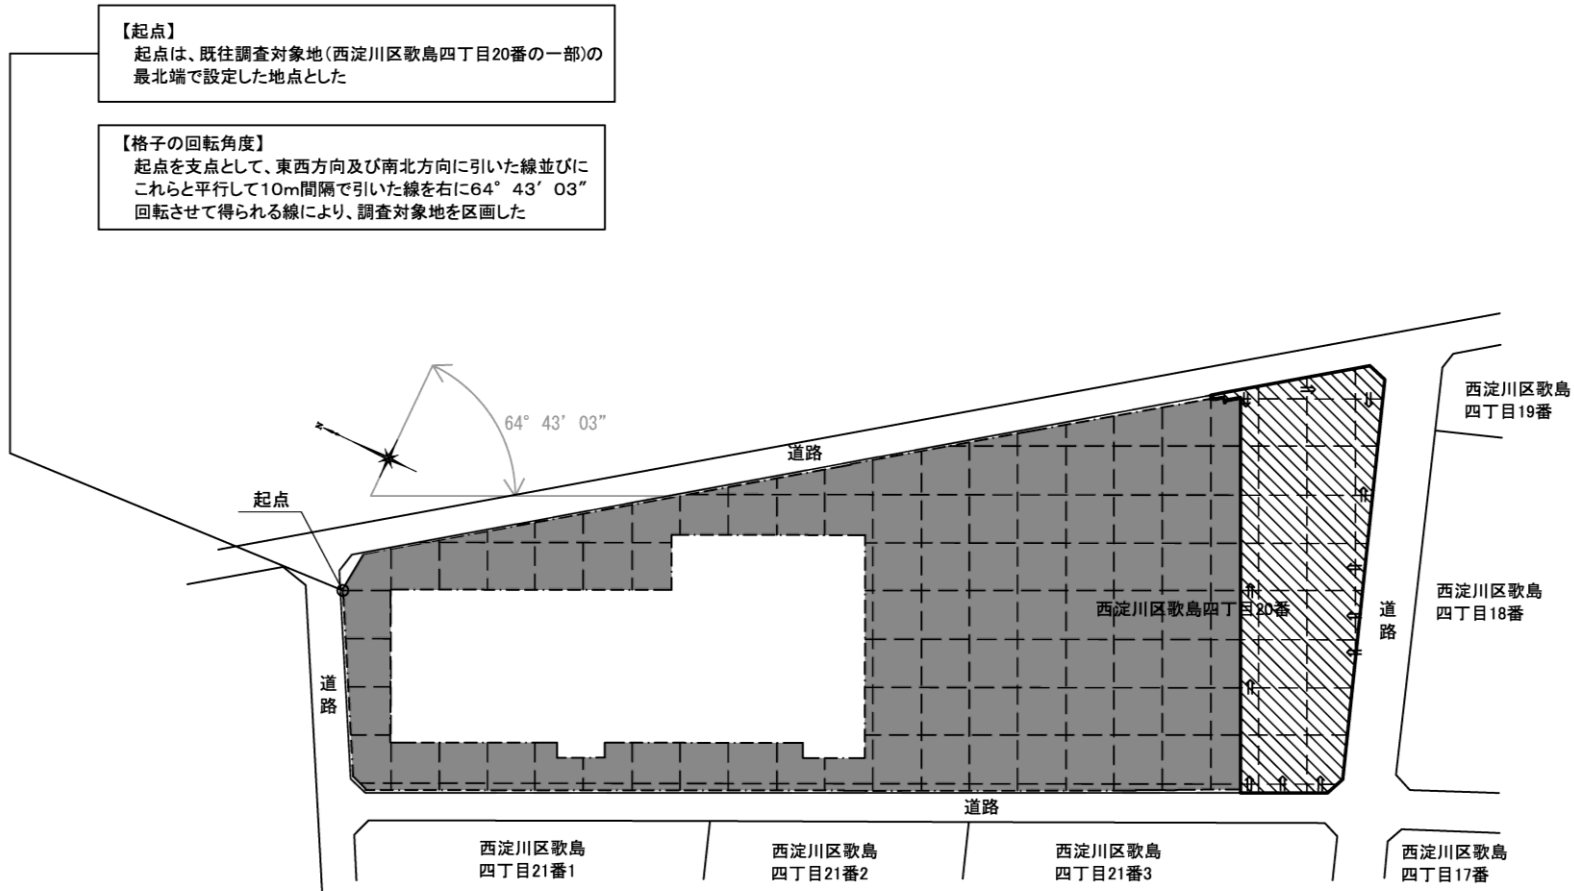 【起点】
起点は、既往調査対象地(西淀川区歌島四丁目20番の一部)の
最北端で設定した地点とした
【格子の回転角度】
起点を支点として、東西方向及び南北方向に引いた線並びに
これらと平行して10m間隔で引いた線を右に64°43′03″
回転させて得られる線により、調査対象地を区画した
N
64°43′03″
道路
起点
西淀川区歌島
四丁目19番
西淀川区歌島四丁目20番
西淀川区歌島
四丁目18番
道路
道路
道路
西淀川区歌島
四丁目21番1
西淀川区歌島
四丁目21番2
西淀川区歌島
四丁目21番3
西淀川区歌島
四丁目17番